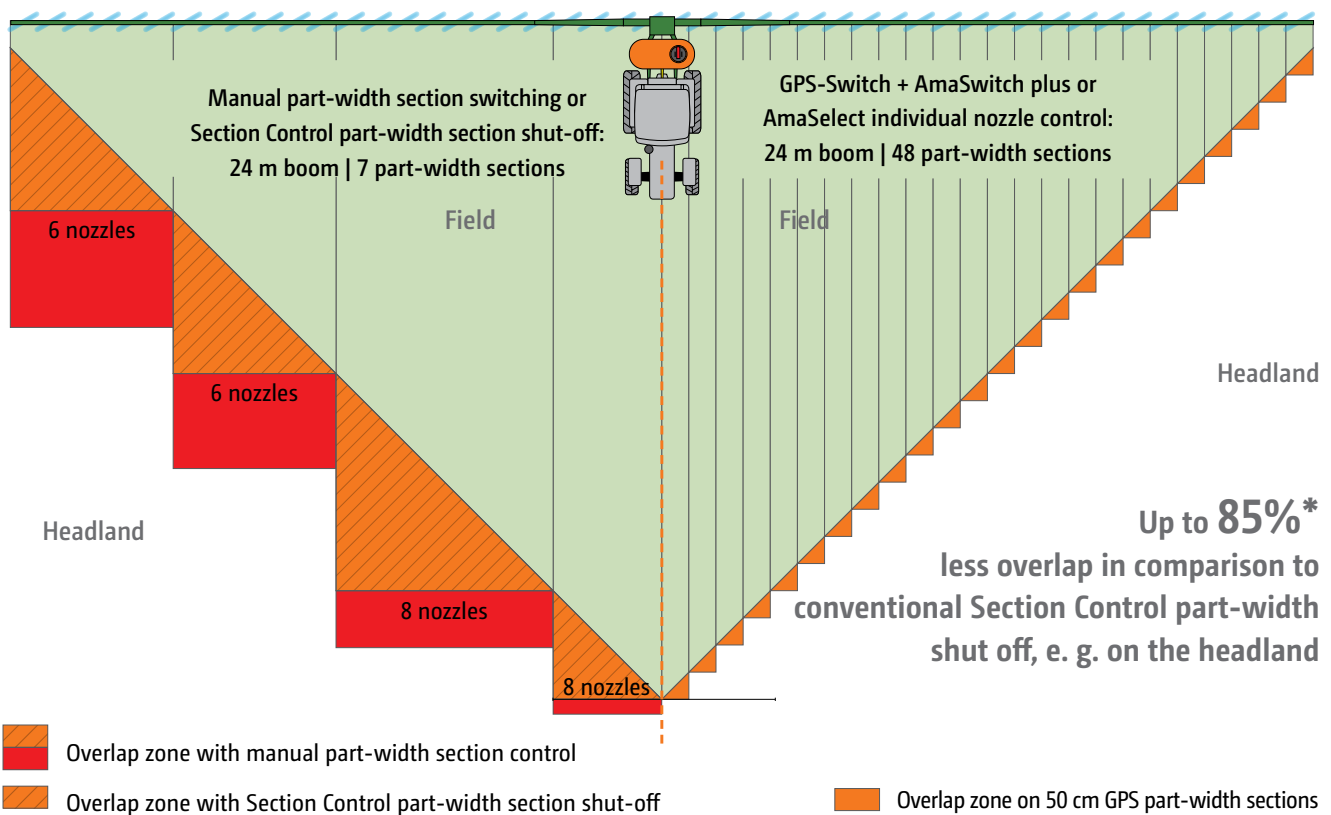 Manual part-width section switching or
Section Control part-width section shut-off:
24 m boom | 7 part-width sections
GPS-Switch + AmaSwitch plus or
AmaSelect individual nozzle control:
24 m boom | 48 part-width sections
Field
Field
6 nozzles
6 nozzles
8 nozzles
8 nozzles
Headland
Headland
Up to 85%*
less overlap in comparison to
conventional Section Control part-width
shut off, e. g. on the headland
Overlap zone with manual part-width section control
Overlap zone with Section Control part-width section shut-off
Overlap zone on 50 cm GPS part-width sections